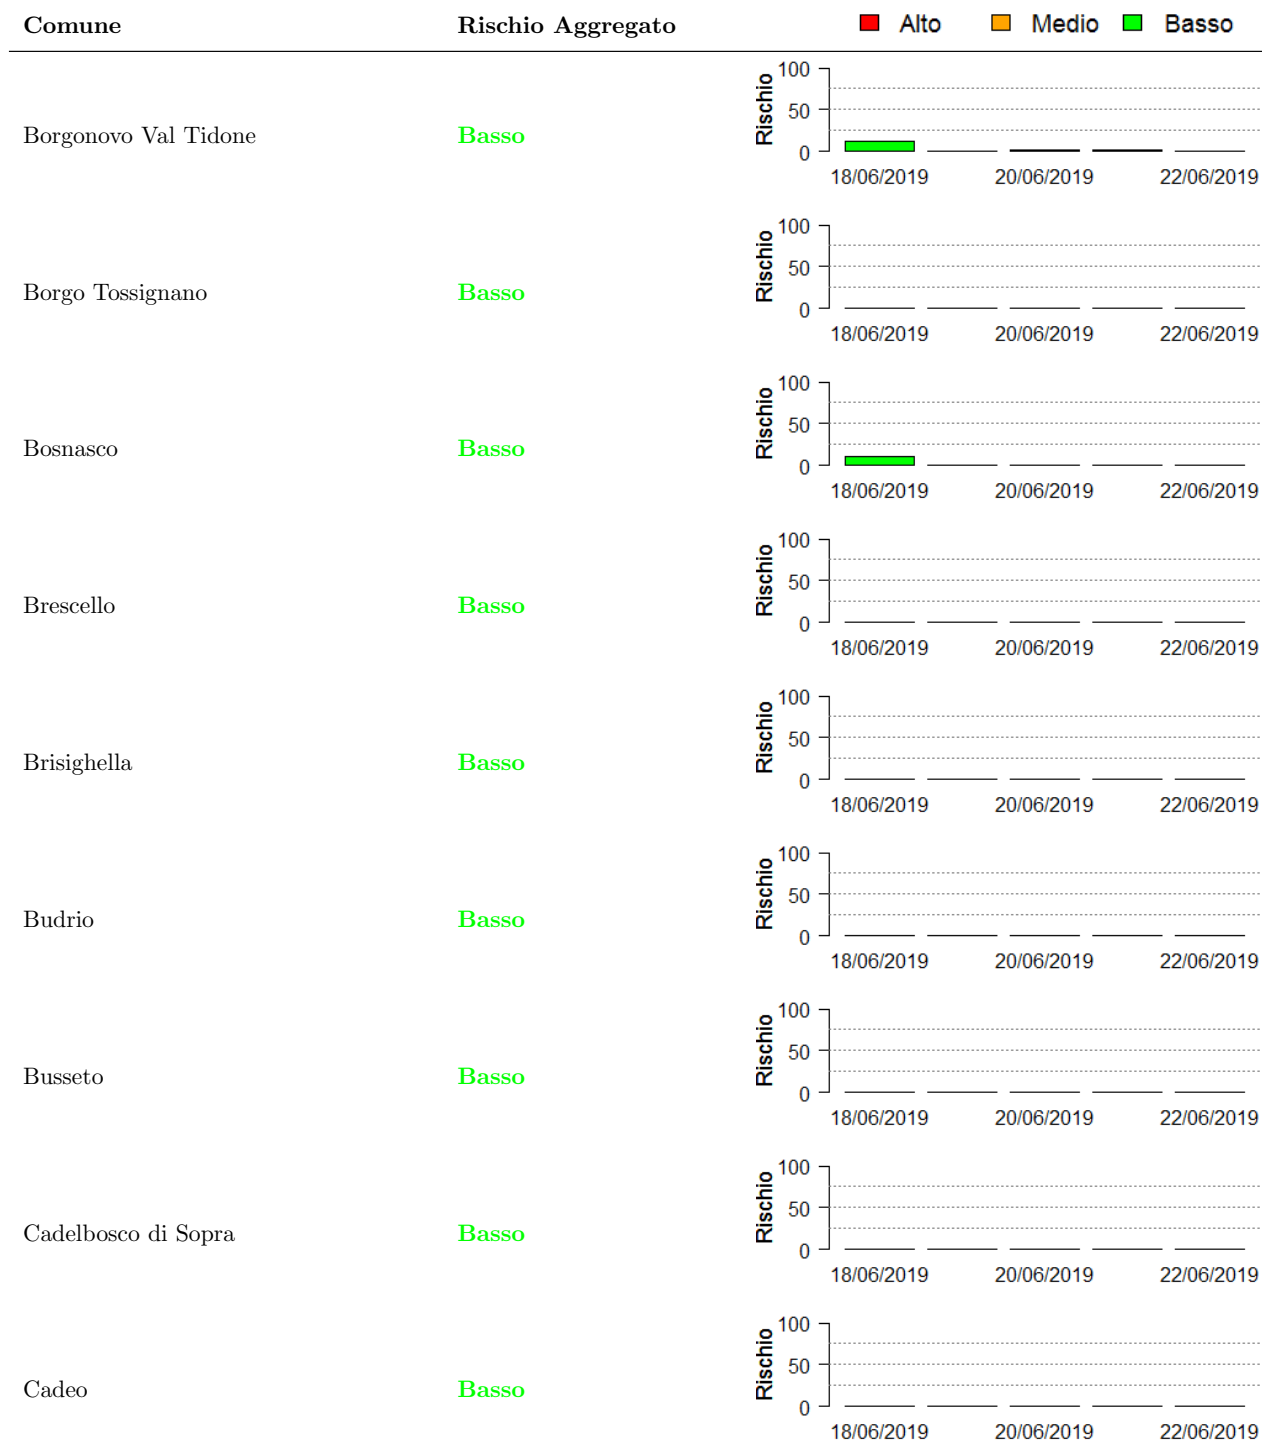 Comune Rischio Aggregato Alto Medio Basso
100
50
0
Rischio
Borgonovo Val Tidone Basso
18/06/2019 20/06/2019 22/06/2019
100
50
0
Rischio
Borgo Tossignano Basso
18/06/2019 20/06/2019 22/06/2019
100
50
0
Rischio
Bosnasco Basso
18/06/2019 20/06/2019 22/06/2019
100
50
0
Rischio
Brescello Basso
18/06/2019 20/06/2019 22/06/2019
100
50
0
Rischio
Brisighella Basso
18/06/2019 20/06/2019 22/06/2019
100
50
0
Rischio
Budrio Basso
18/06/2019 20/06/2019 22/06/2019
100
50
0
Rischio
Busseto Basso
18/06/2019 20/06/2019 22/06/2019
100
50
0
Rischio
Cadelbosco di Sopra Basso
18/06/2019 20/06/2019 22/06/2019
100
50
0
Rischio
Cadeo Basso
18/06/2019 20/06/2019 22/06/2019